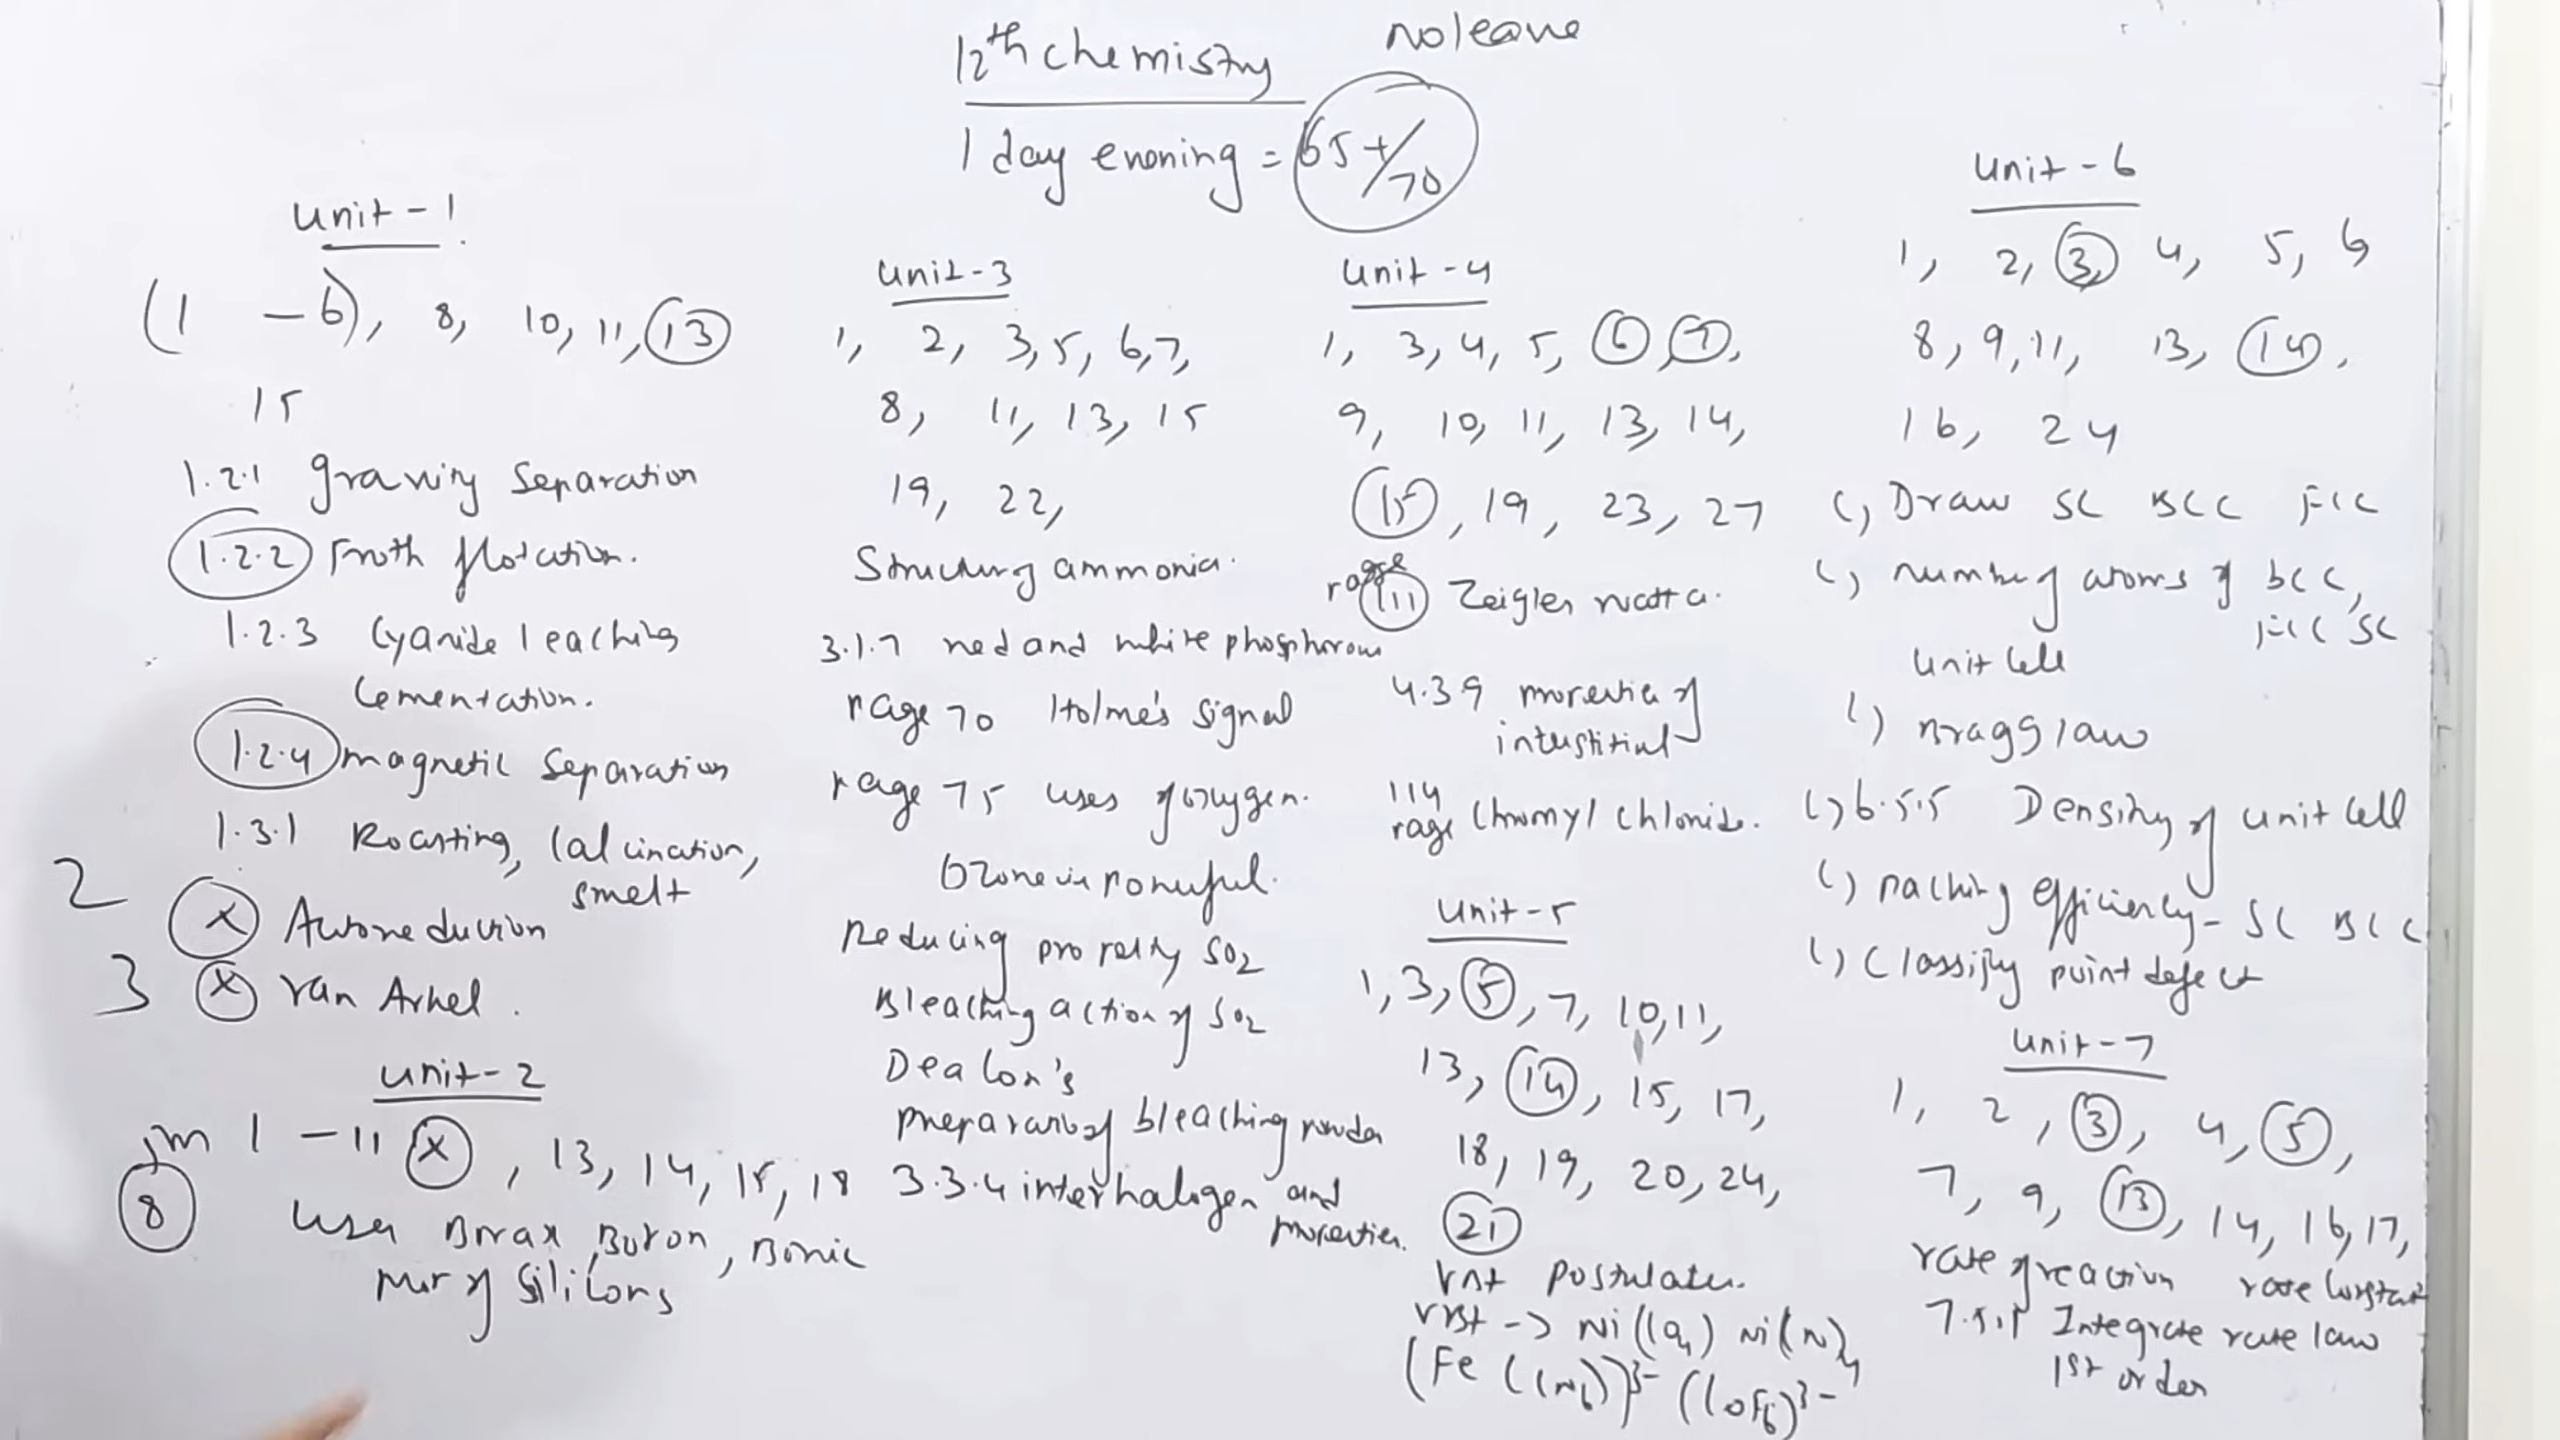 12th chemistry
no leave
1 day evening = 65+/70
unit - 1
(1 - 6), 8, 10, 11, 13
15
1.2.1 gravity Separation
1.2.2 Froth flotation.
1.2.3 Cyanide leaching
Cementation.
1.2.4 magnetic Separation
1.3.1 Roasting, Calcination,
smelt
2 x Autoreduction
3 x Van Arkel.
unit - 2
1 - 11 x, 13, 14, 15, 18
8
uses Borax, Boron, Boric
of Silicons
unit - 3
1, 2, 3, 5, 6, 7,
8, 11, 13, 15
19, 22,
Structure of ammonia.
3.1.7 red and white phosphorous
Page 70 Holme's signal
Page 75 uses of oxygen.
Ozone is powerful.
Reducing property SO2
Bleaching action of SO2
Deacon's
preparation of bleaching powder
3.3.4 interhalogen and
properties.
unit - 4
1, 3, 4, 5, 6, 7,
9, 10, 11, 13, 14,
15, 19, 23, 27
Page 111 Zeigler natta.
4.3.9 properties of
interstitial
114
Page Chromyl chloride.
unit - 5
1, 3, 5, 7, 10, 11,
13, 14, 15, 17,
18, 19, 20, 24,
21
postulates.
VBT -> Ni(CO4) Ni(CN)4
(Fe(CN6))3- (CoF6)3-
unit - 6
1, 2, 3, 4, 5, 6
8, 9, 11, 13, 14,
16, 24
(, Draw SC BCC FCC
() number of atoms of bCC,
FCC SC
unit Cell
() Bragg law
() 6.5.5 Density of unit Cell
() packing efficiency - SC BCC
() Classify point defect
unit - 7
1, 2, 3, 4, 5,
7, 9, 13, 14, 16, 17,
rate of reaction rate constant
7.5.1 Integrate rate law
1st order